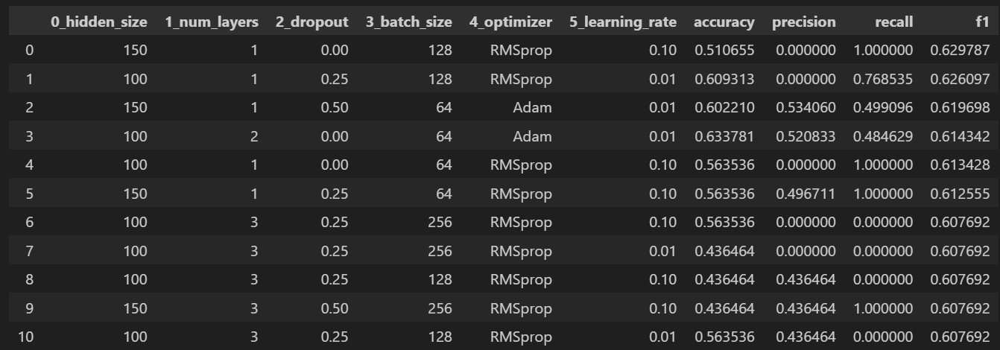 0_hidden_size 1_num_layers 2_dropout 3_batch_size 4_optimizer 5_learning_rate accuracy precision recall f1
0 150 1 0.00 128 RMSprop 0.10 0.510655 0.000000 1.000000 0.629787
1 100 1 0.25 128 RMSprop 0.01 0.609313 0.000000 0.768535 0.626097
2 150 1 0.50 64 Adam 0.01 0.602210 0.534060 0.499096 0.619698
3 100 2 0.00 64 Adam 0.01 0.633781 0.520833 0.484629 0.614342
4 100 1 0.00 64 RMSprop 0.10 0.563536 0.000000 1.000000 0.613428
5 150 1 0.25 64 RMSprop 0.10 0.563536 0.496711 1.000000 0.612555
6 100 3 0.25 256 RMSprop 0.10 0.563536 0.000000 0.000000 0.607692
7 100 3 0.25 256 RMSprop 0.01 0.436464 0.000000 0.000000 0.607692
8 100 3 0.25 128 RMSprop 0.10 0.436464 0.436464 0.000000 0.607692
9 150 3 0.50 256 RMSprop 0.10 0.436464 0.436464 1.000000 0.607692
10 100 3 0.25 128 RMSprop 0.01 0.563536 0.436464 0.000000 0.607692